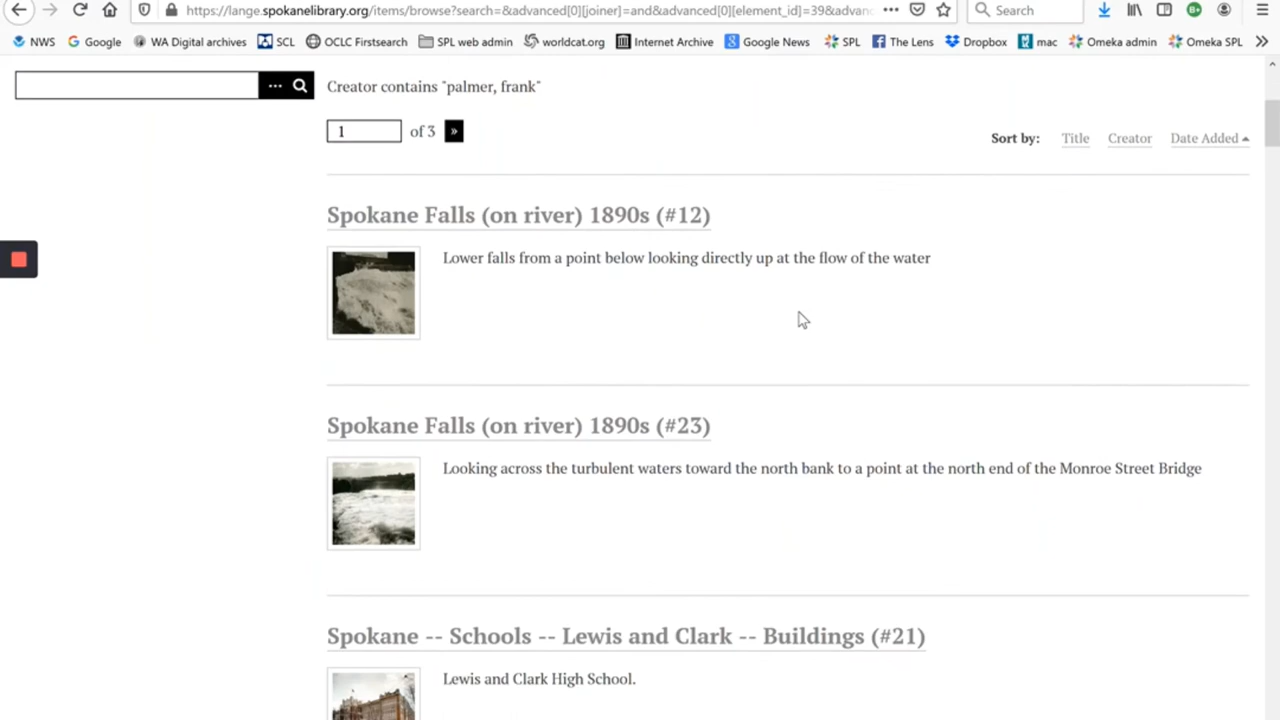 https://lange.spokanelibrary.org/items/browse?search=&advanced[0][joiner]=and&advanced[0][element_id]=39&advan
Search
NWS Google WA Digital archives SCL OCLC Firstsearch SPL web admin worldcat.org Internet Archive Google News SPL The Lens Dropbox mac Omeka admin Omeka SPL
Creator contains "palmer, frank"
1 of 3 »
Sort by: Title Creator Date Added
Spokane Falls (on river) 1890s (#12)
Lower falls from a point below looking directly up at the flow of the water
Spokane Falls (on river) 1890s (#23)
Looking across the turbulent waters toward the north bank to a point at the north end of the Monroe Street Bridge
Spokane -- Schools -- Lewis and Clark -- Buildings (#21)
Lewis and Clark High School.